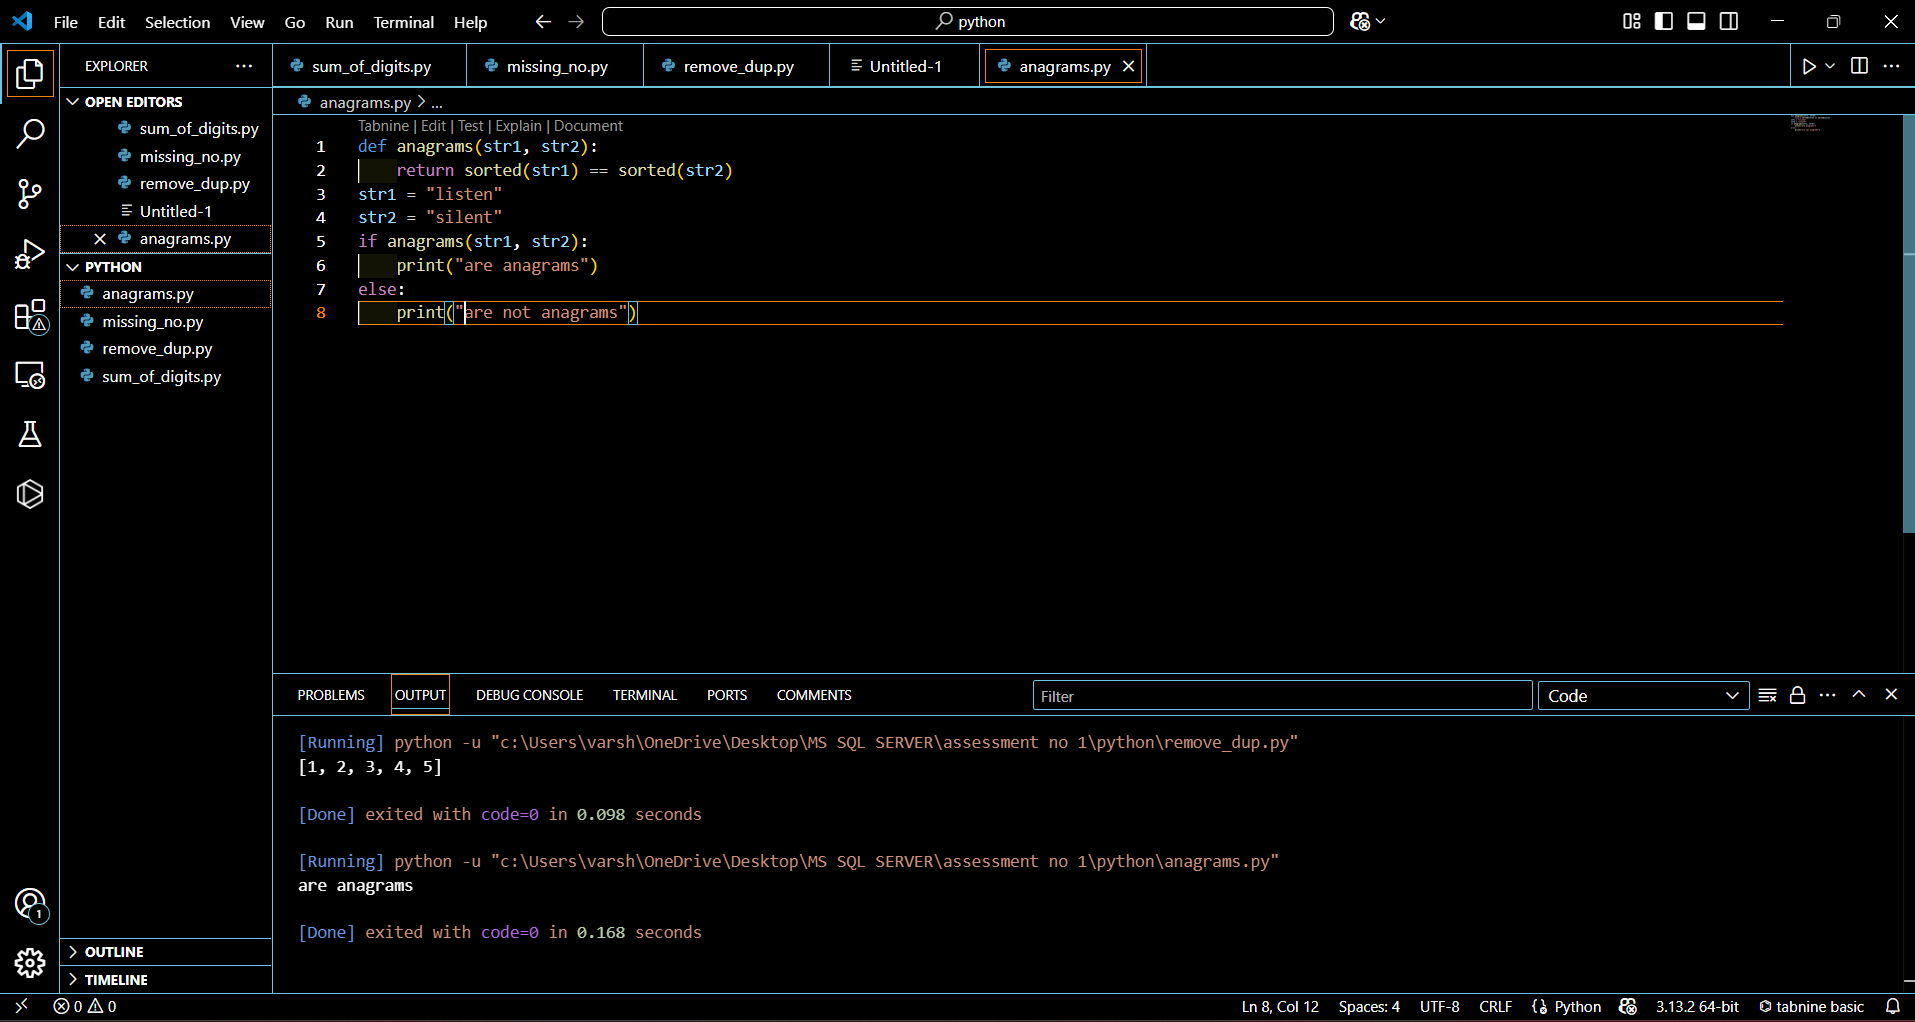 File Edit Selection View Go Run Terminal Help python
EXPLORER
sum_of_digits.py missing_no.py remove_dup.py Untitled-1 anagrams.py
OPEN EDITORS
sum_of_digits.py
missing_no.py
remove_dup.py
Untitled-1
anagrams.py
PYTHON
anagrams.py
missing_no.py
remove_dup.py
sum_of_digits.py
OUTLINE
TIMELINE
anagrams.py > ...
Tabnine | Edit | Test | Explain | Document
1 def anagrams(str1, str2):
2     return sorted(str1) == sorted(str2)
3 str1 = "listen"
4 str2 = "silent"
5 if anagrams(str1, str2):
6     print("are anagrams")
7 else:
8     print("are not anagrams")
PROBLEMS OUTPUT DEBUG CONSOLE TERMINAL PORTS COMMENTS Filter Code
[Running] python -u "c:\Users\varsh\OneDrive\Desktop\MS SQL SERVER\assessment no 1\python\remove_dup.py"
[1, 2, 3, 4, 5]
[Done] exited with code=0 in 0.098 seconds
[Running] python -u "c:\Users\varsh\OneDrive\Desktop\MS SQL SERVER\assessment no 1\python\anagrams.py"
are anagrams
[Done] exited with code=0 in 0.168 seconds
1
0 0 Ln 8, Col 12 Spaces: 4 UTF-8 CRLF Python 3.13.2 64-bit tabnine basic